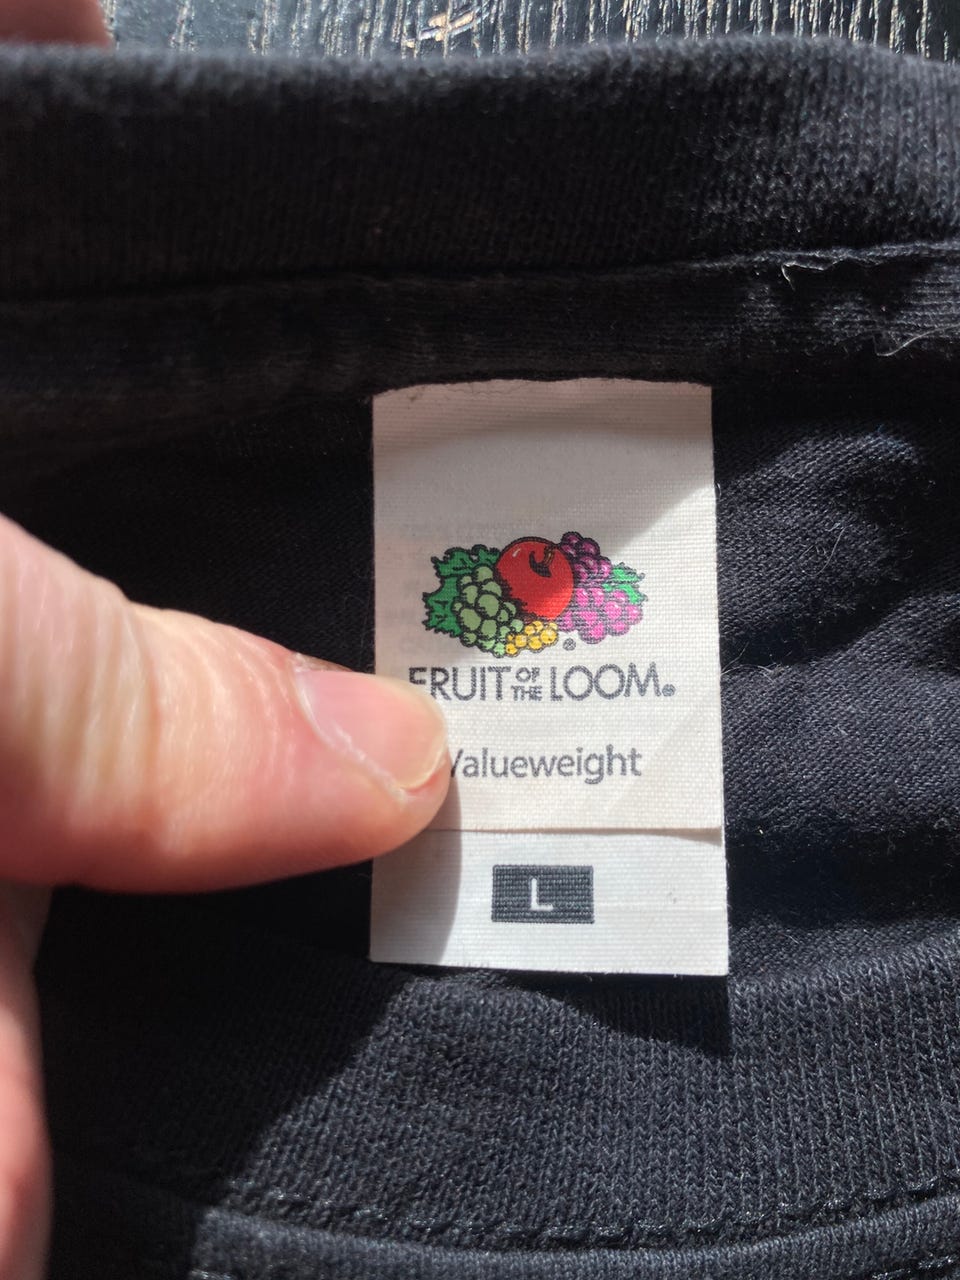 FRUIT OF THE LOOM®
Valueweight
L